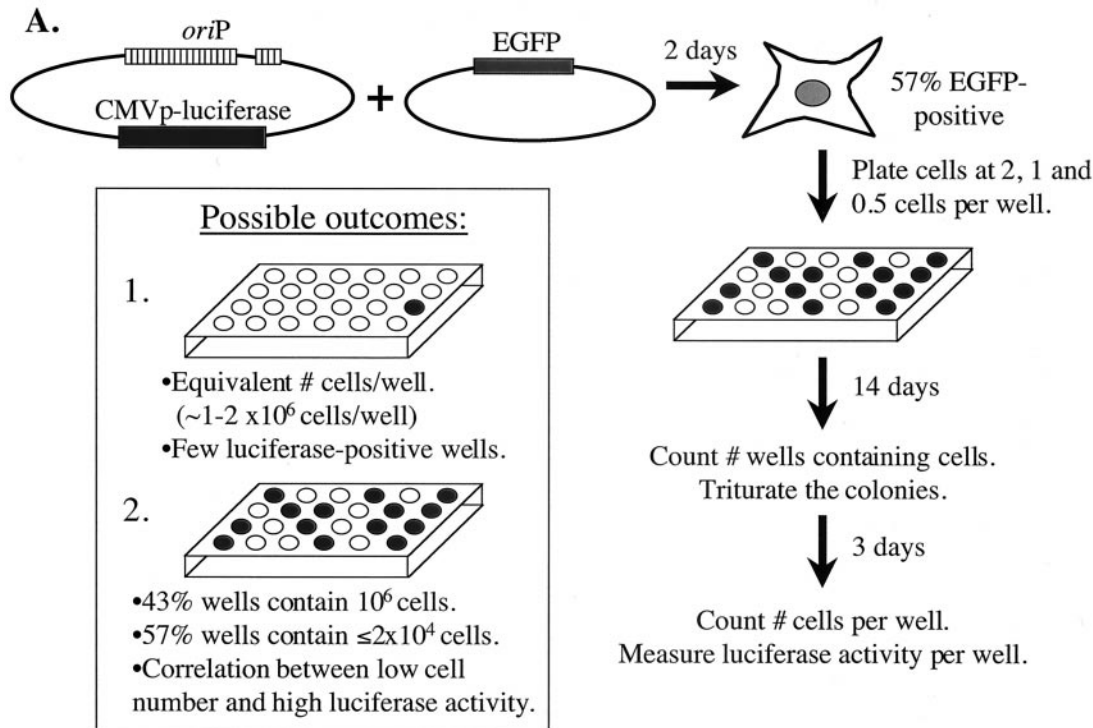 A.
oriP
CMVp-luciferase
+
EGFP
2 days
57% EGFP-
positive
Plate cells at 2, 1 and
0.5 cells per well.
14 days
Count # wells containing cells.
Triturate the colonies.
3 days
Count # cells per well.
Measure luciferase activity per well.
Possible outcomes:
1.
•Equivalent # cells/well.
(~1-2 x10⁶ cells/well)
•Few luciferase-positive wells.
2.
•43% wells contain 10⁶ cells.
•57% wells contain ≤2x10⁴ cells.
•Correlation between low cell
number and high luciferase activity.